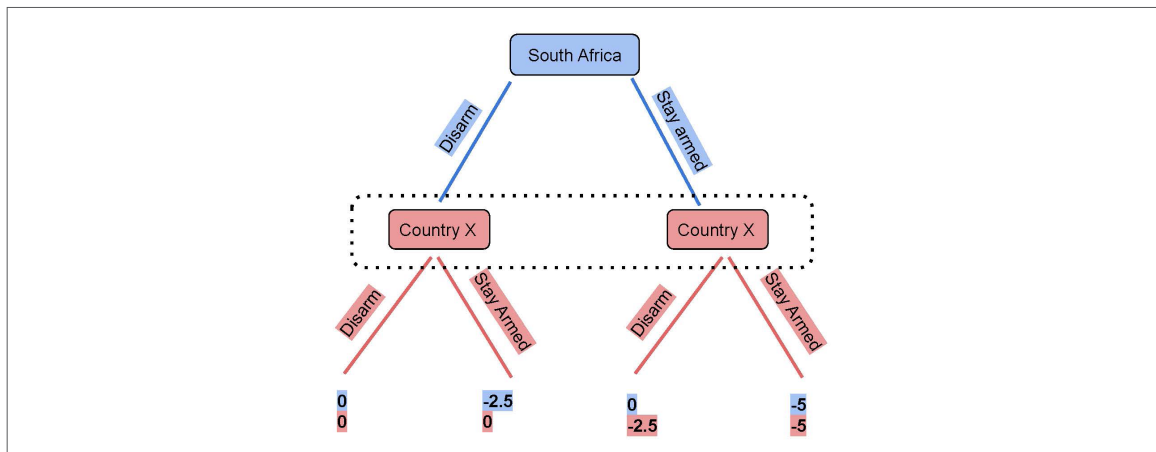 South Africa
Disarm
Stay armed
Country X
Country X
Disarm
Stay Armed
Disarm
Stay Armed
0
0
-2.5
0
0
-2.5
-5
-5